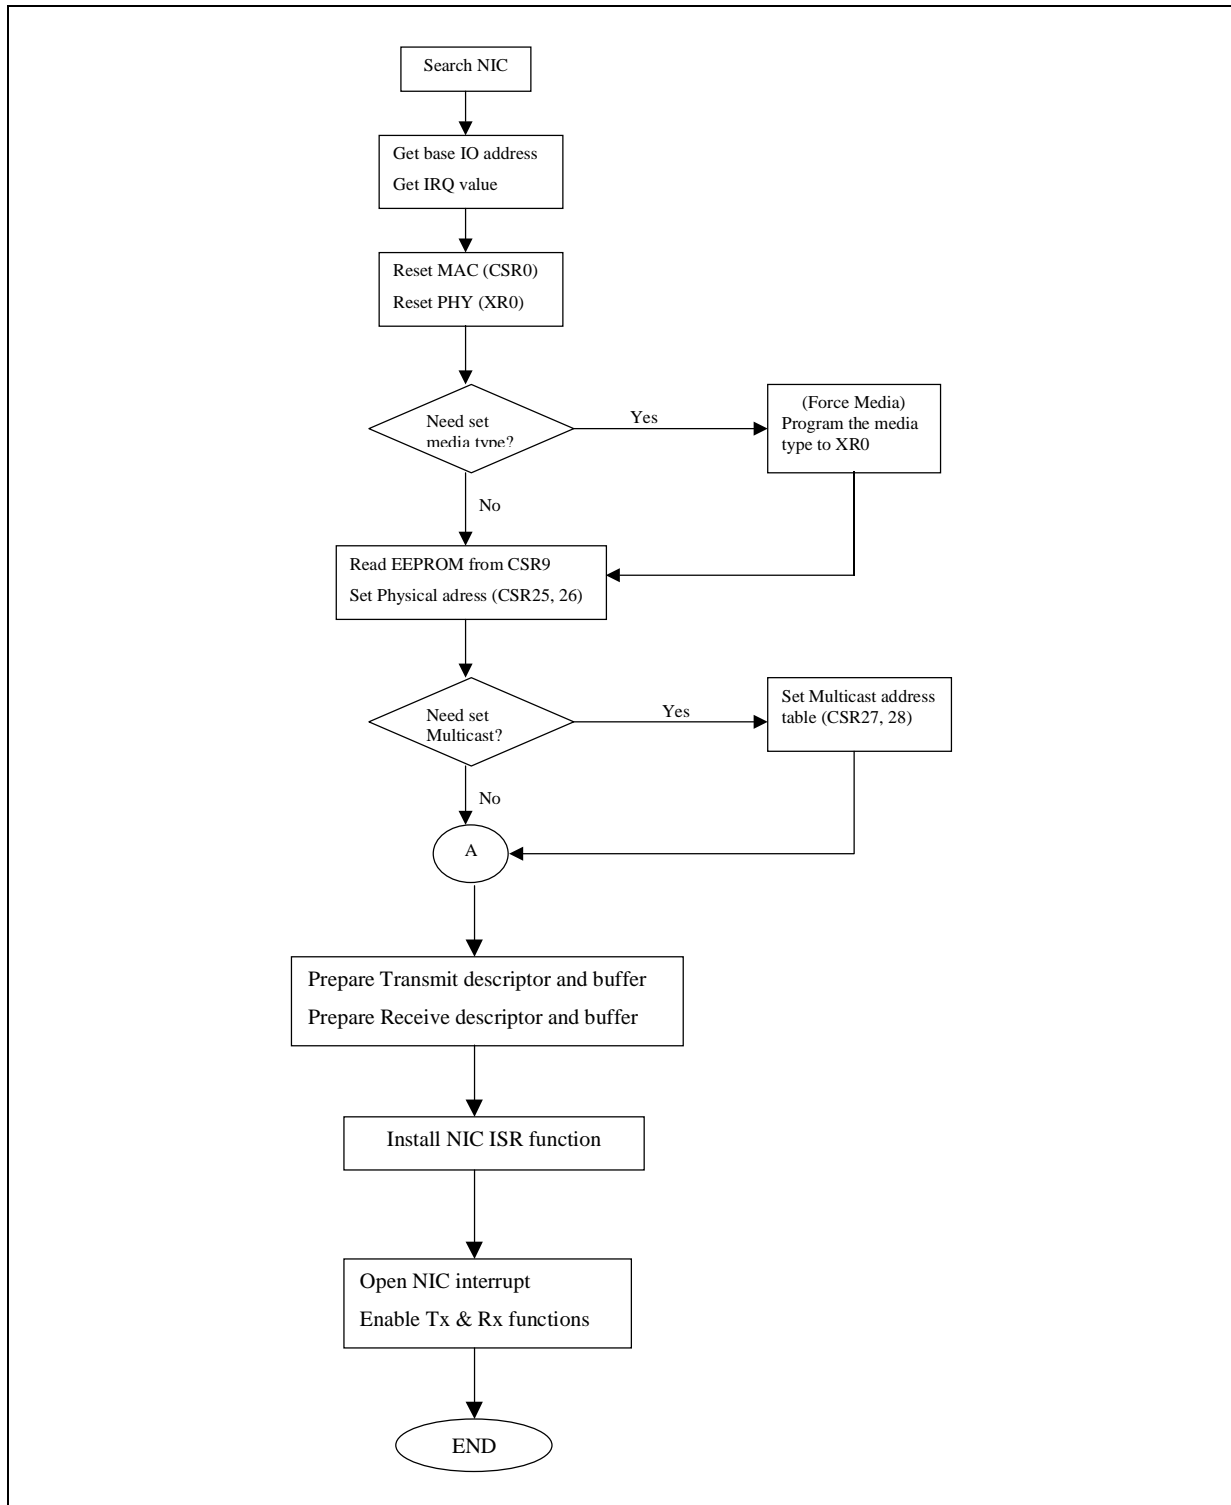 Search NIC
Get base IO address
Get IRQ value
Reset MAC (CSR0)
Reset PHY (XR0)
Need set
media type?
Yes
(Force Media)
Program the media
type to XR0
No
Read EEPROM from CSR9
Set Physical adress (CSR25, 26)
Need set
Multicast?
Yes
Set Multicast address
table (CSR27, 28)
No
A
Prepare Transmit descriptor and buffer
Prepare Receive descriptor and buffer
Install NIC ISR function
Open NIC interrupt
Enable Tx & Rx functions
END